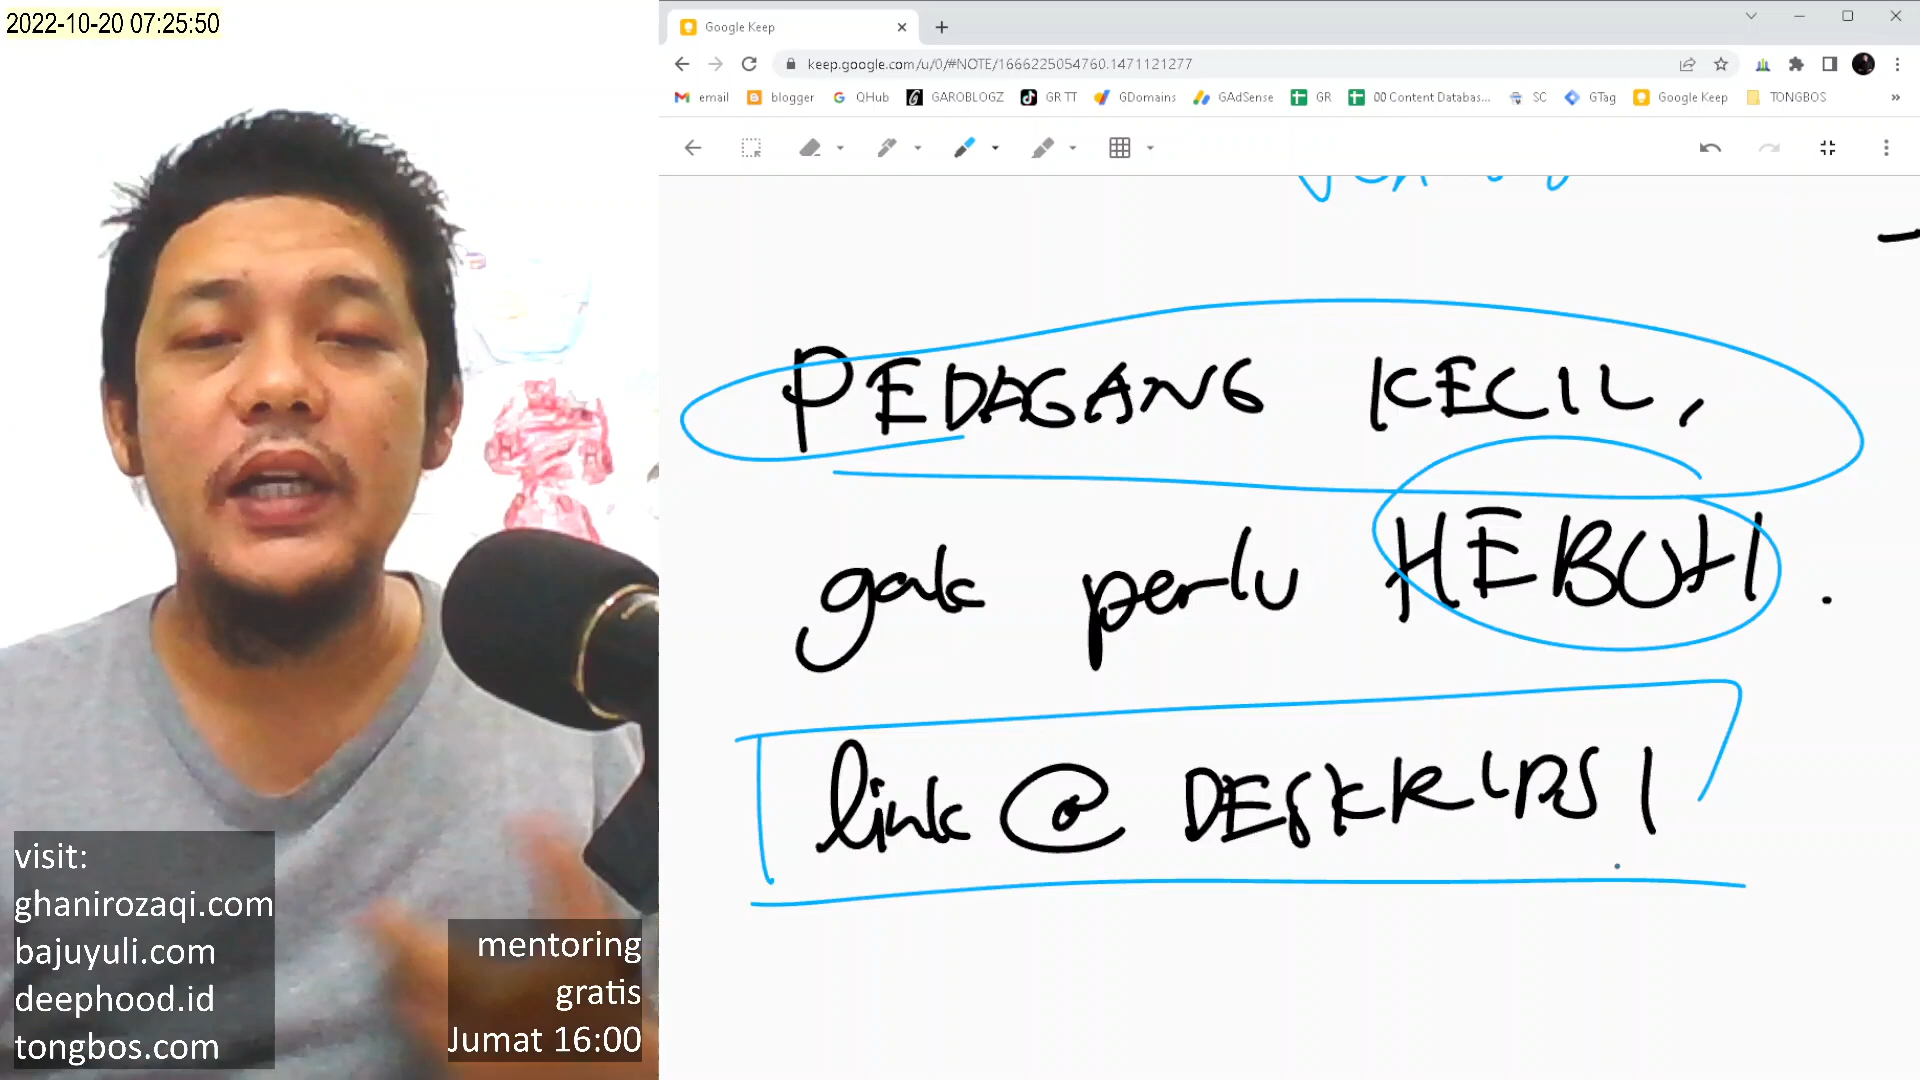 2022-10-20 07:25:50
Google Keep
keep.google.com/u/0/#NOTE/1666225054760.1471121277
email blogger QHub GAROBLOGZ GR TT GDomains GAdSense GR 00 Content Databas... SC GTag Google Keep TONGBOS »
PEDAGANG KECIL,
gak perlu HEBOH.
link @ DESKRIPSI
visit:
ghanirozaqi.com
bajuyuli.com
deephood.id
tongbos.com
mentoring
gratis
Jumat 16:00